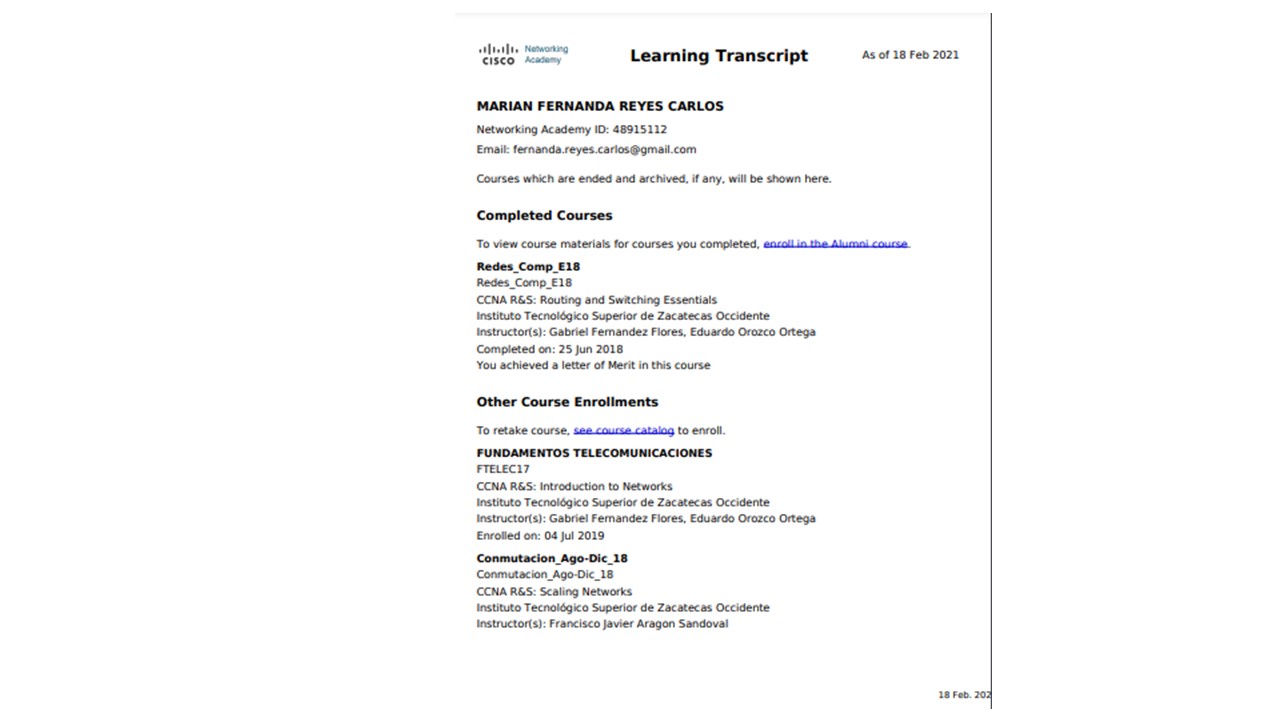 CISCO Networking Academy
Learning Transcript
As of 18 Feb 2021
MARIAN FERNANDA REYES CARLOS
Networking Academy ID: 48915112
Email: fernanda.reyes.carlos@gmail.com
Courses which are ended and archived, if any, will be shown here.
Completed Courses
To view course materials for courses you completed, enroll in the Alumni course.
Redes_Comp_E18
Redes_Comp_E18
CCNA R&S: Routing and Switching Essentials
Instituto Tecnológico Superior de Zacatecas Occidente
Instructor(s): Gabriel Fernandez Flores, Eduardo Orozco Ortega
Completed on: 25 Jun 2018
You achieved a letter of Merit in this course
Other Course Enrollments
To retake course, see course catalog to enroll.
FUNDAMENTOS TELECOMUNICACIONES
FTELEC17
CCNA R&S: Introduction to Networks
Instituto Tecnológico Superior de Zacatecas Occidente
Instructor(s): Gabriel Fernandez Flores, Eduardo Orozco Ortega
Enrolled on: 04 Jul 2019
Conmutacion_Ago-Dic_18
Conmutacion_Ago-Dic_18
CCNA R&S: Scaling Networks
Instituto Tecnológico Superior de Zacatecas Occidente
Instructor(s): Francisco Javier Aragon Sandoval
18 Feb. 202